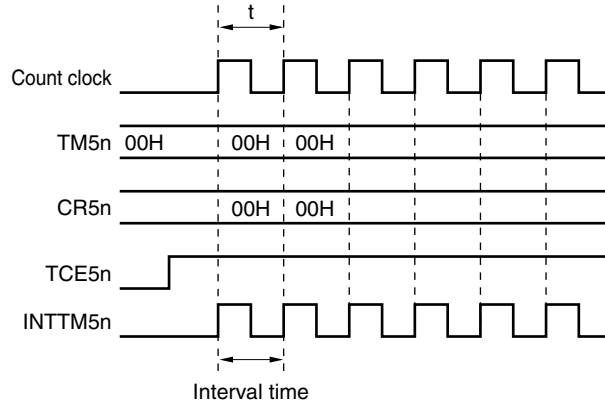 t
Count clock
TM5n 00H 00H 00H
CR5n 00H 00H
TCE5n
INTTM5n
Interval time